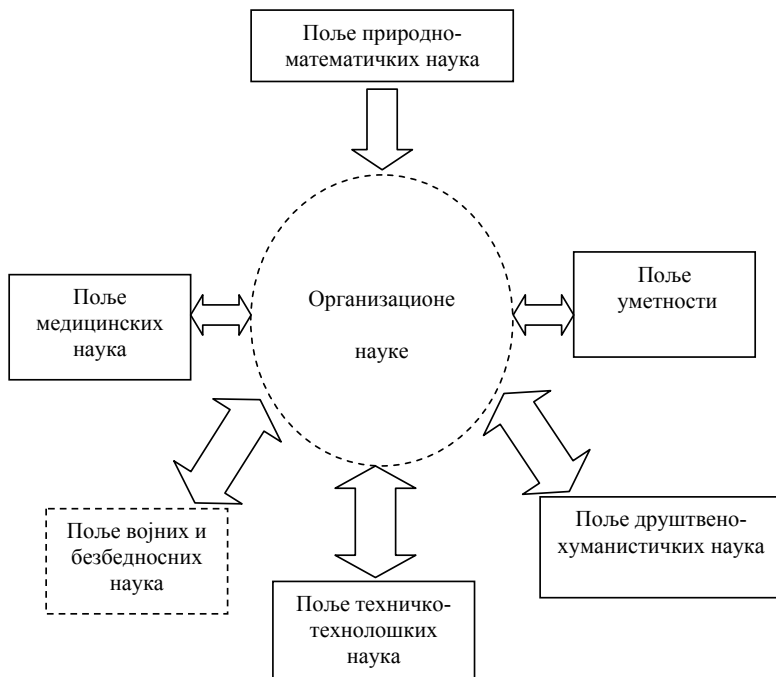 Поље природно-
математичких наука
Поље
медицинских
наука
Организационе
науке
Поље
уметности
Поље војних и
безбедносних
наука
Поље техничко-
технолошких
наука
Поље друштвено-
хуманистичких наука